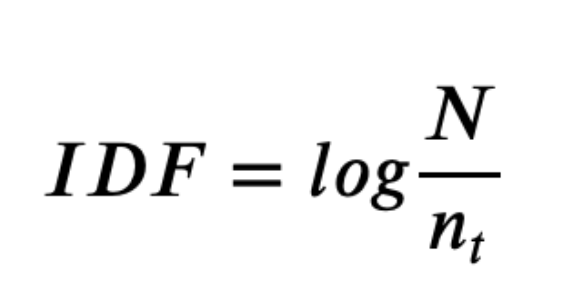 IDF = log N/n_t